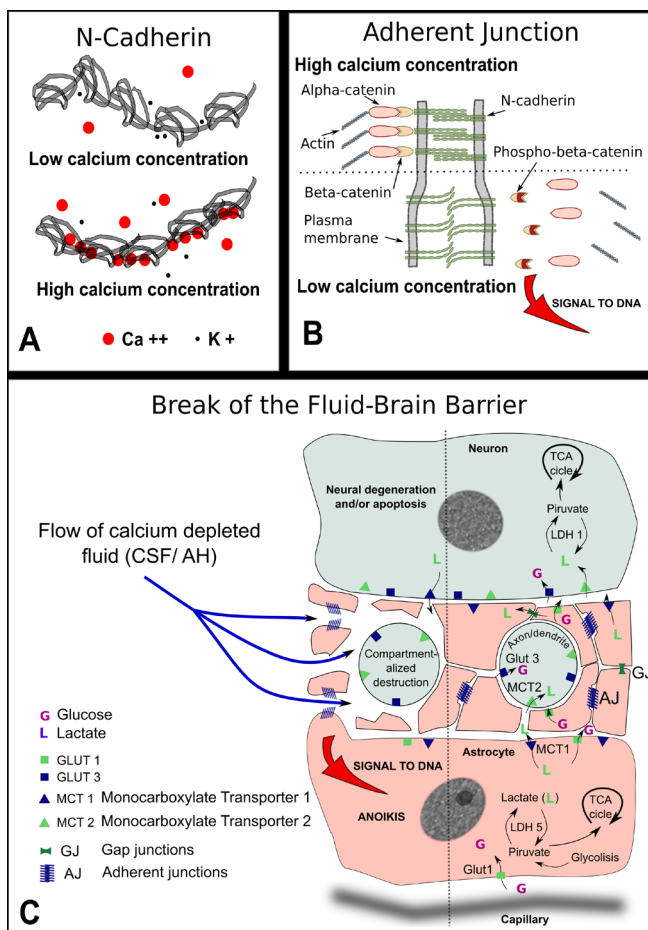 N-Cadherin
Low calcium concentration
High calcium concentration
Ca ++
K +
A
Adherent Junction
High calcium concentration
Alpha-catenin
N-cadherin
Actin
Phospho-beta-catenin
Beta-catenin
Plasma
membrane
Low calcium concentration
SIGNAL TO DNA
B
Break of the Fluid-Brain Barrier
Neuron
TCA
cicle
Neural degeneration
and/or apoptosis
Piruvate
LDH 1
L
L
G
Flow of calcium depleted
fluid (CSF/ AH)
L
G
L
Axon/dendrite
Compartment-
alized
destruction
Glut 3
G
GJ
MCT2
L
AJ
G
G
G Glucose
L Lactate
GLUT 1
GLUT 3
MCT 1 Monocarboxylate Transporter 1
MCT 2 Monocarboxylate Transporter 2
GJ Gap junctions
AJ Adherent junctions
Astrocyte
L
MCT1
SIGNAL TO DNA
L
ANOIKIS
Lactate (L)
TCA
cicle
LDH 5
G
Piruvate
Glycolisis
Glut1
G
Capillary
C